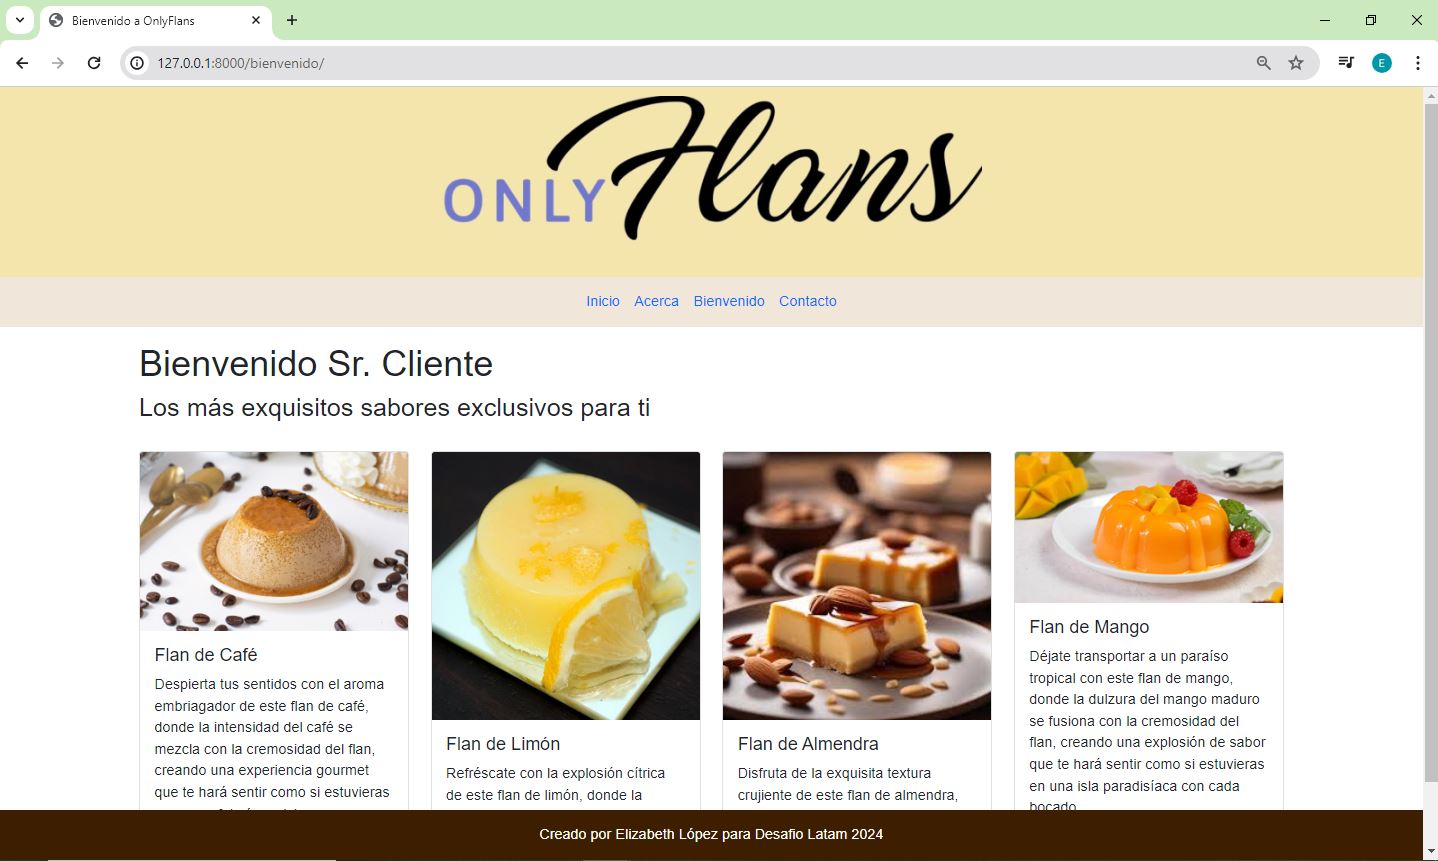 Bienvenido a OnlyFlans
127.0.0.1:8000/bienvenido/
E
ONLY Flans
Inicio Acerca Bienvenido Contacto
Bienvenido Sr. Cliente
Los más exquisitos sabores exclusivos para ti
Flan de Café
Despierta tus sentidos con el aroma
embriagador de este flan de café,
donde la intensidad del café se
mezcla con la cremosidad del flan,
creando una experiencia gourmet
que te hará sentir como si estuvieras
Flan de Limón
Refréscate con la explosión cítrica
de este flan de limón, donde la
Flan de Almendra
Disfruta de la exquisita textura
crujiente de este flan de almendra,
Flan de Mango
Déjate transportar a un paraíso
tropical con este flan de mango,
donde la dulzura del mango maduro
se fusiona con la cremosidad del
flan, creando una explosión de sabor
que te hará sentir como si estuvieras
en una isla paradisíaca con cada
bocado
Creado por Elizabeth López para Desafio Latam 2024